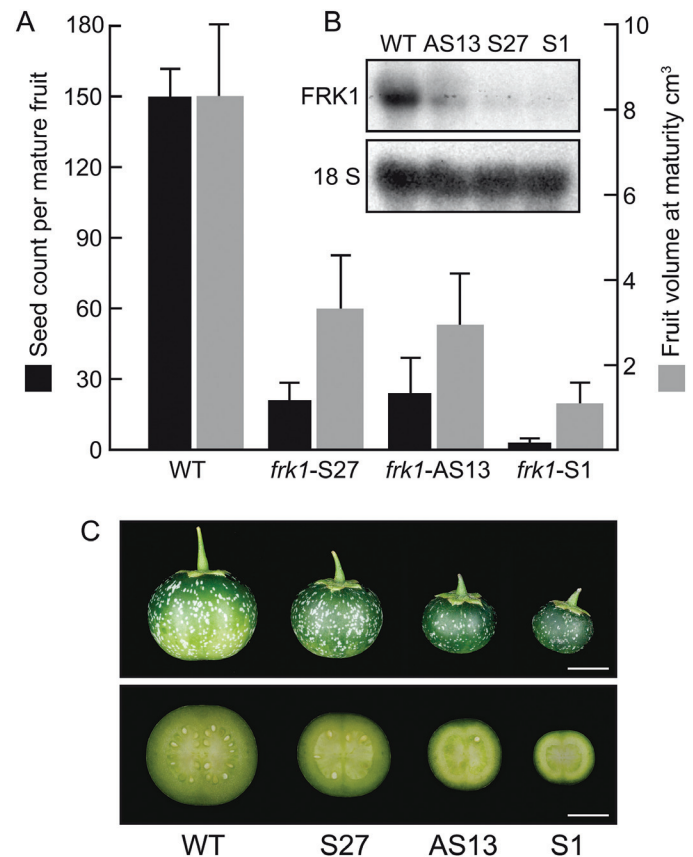 A
Seed count per mature fruit
180
150
120
90
60
30
0
WT
frk1-S27
frk1-AS13
frk1-S1
B
WT AS13 S27 S1
FRK1
18 S
10
8
6
4
2
Fruit volume at maturity cm³
C
WT S27 AS13 S1